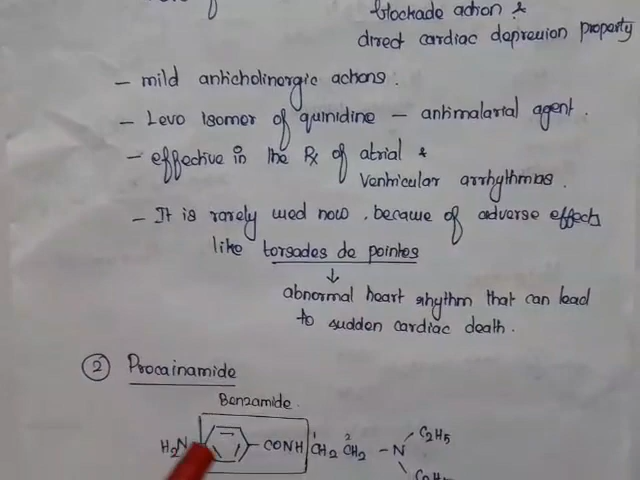 blockade action &
direct cardiac depression property
- mild anticholinergic actions.
- Levo Isomer of quinidine - antimalarial agent.
- effective in the Rx of atrial &
ventricular arrhythmias.
- It is rarely used now, because of adverse effects
like torsades de pointes
↓
abnormal heart rhythm that can lead
to sudden cardiac death.
② Procainamide
Benzamide.
H₂N CONH CH₂ CH₂ - N C₂H₅
1 2